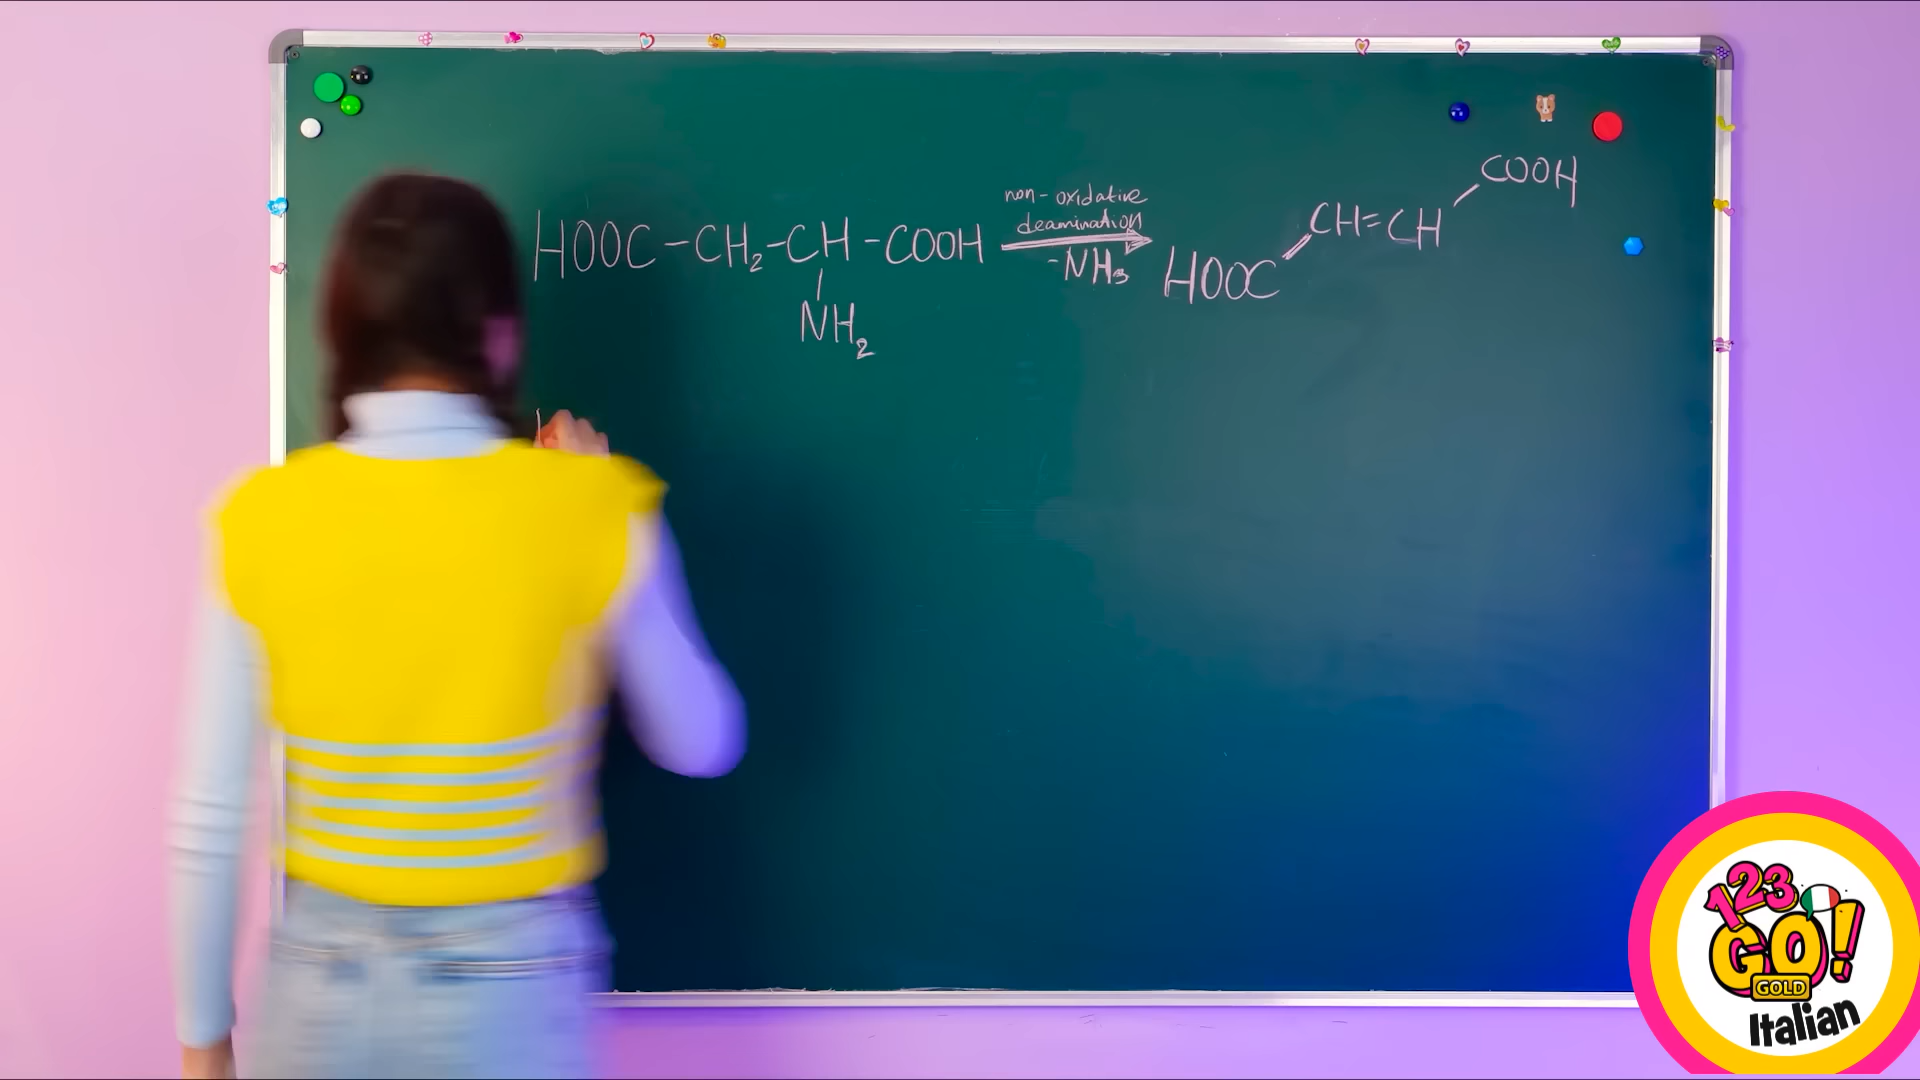 HOOC-CH₂-CH-COOH
NH₂
non-oxidative
deamination
-NH₃
HOOC=CH=CH-COOH
123
GO!
GOLD
Italian